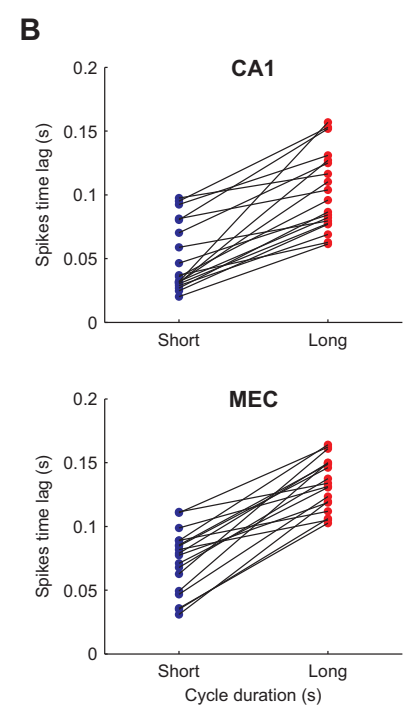 B
CA1
0.2
0.15
0.1
0.05
0
Spikes time lag (s)
Short Long
MEC
0.2
0.15
0.1
0.05
0
Spikes time lag (s)
Short Long
Cycle duration (s)